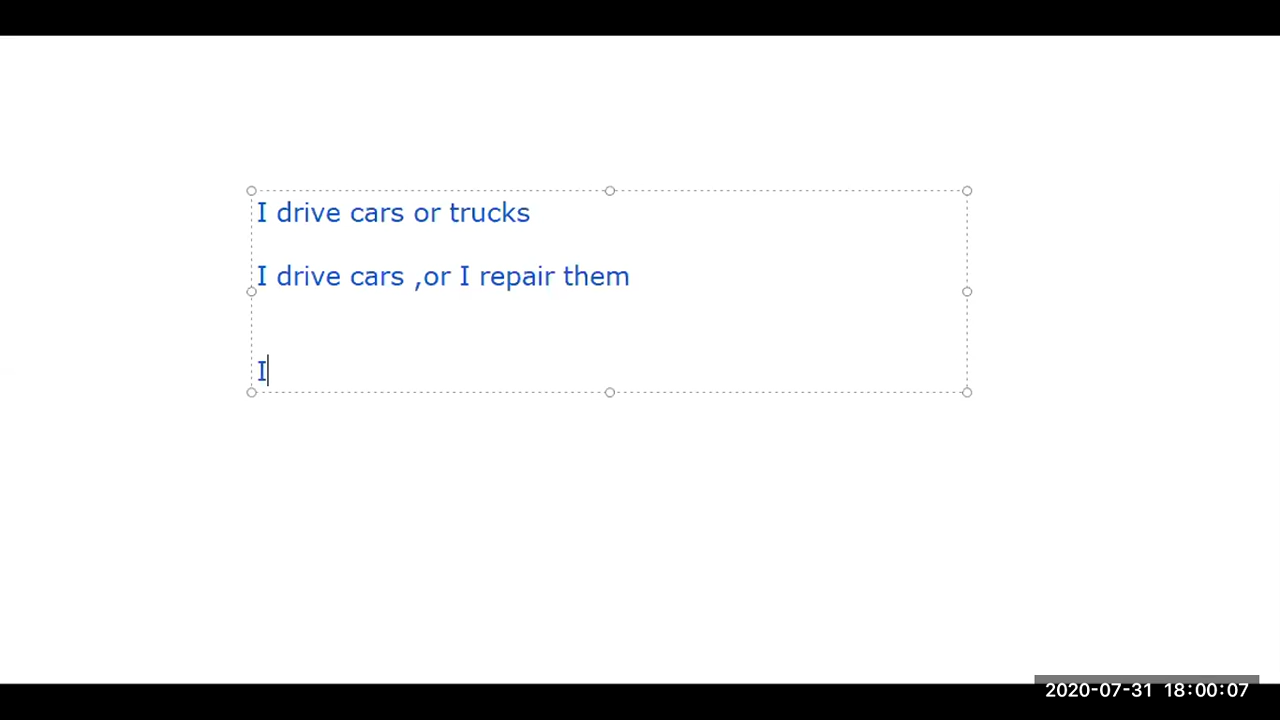 I drive cars or trucks
I drive cars ,or I repair them
I
2020-07-31 18:00:07